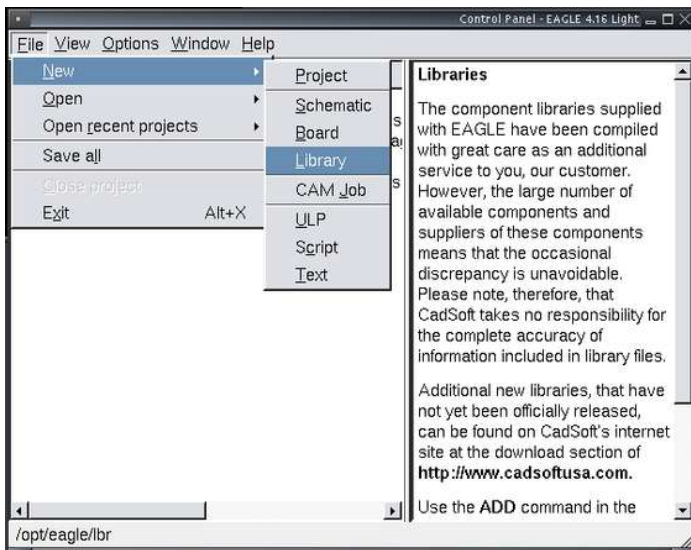 Control Panel - EAGLE 4.16 Light
File View Options Window Help
New
Open
Open recent projects
Save all
Close project
Exit Alt+X
Project
Schematic
Board
Library
CAM Job
ULP
Script
Text
Libraries
The component libraries supplied
with EAGLE have been compiled
with great care as an additional
service to you, our customer.
However, the large number of
available components and
suppliers of these components
means that the occasional
discrepancy is unavoidable.
Please note, therefore, that
CadSoft takes no responsibility for
the complete accuracy of
information included in library files.
Additional new libraries, that have
not yet been officially released,
can be found on CadSoft's internet
site at the download section of
http://www.cadsoftusa.com.
Use the ADD command in the
/opt/eagle/lbr